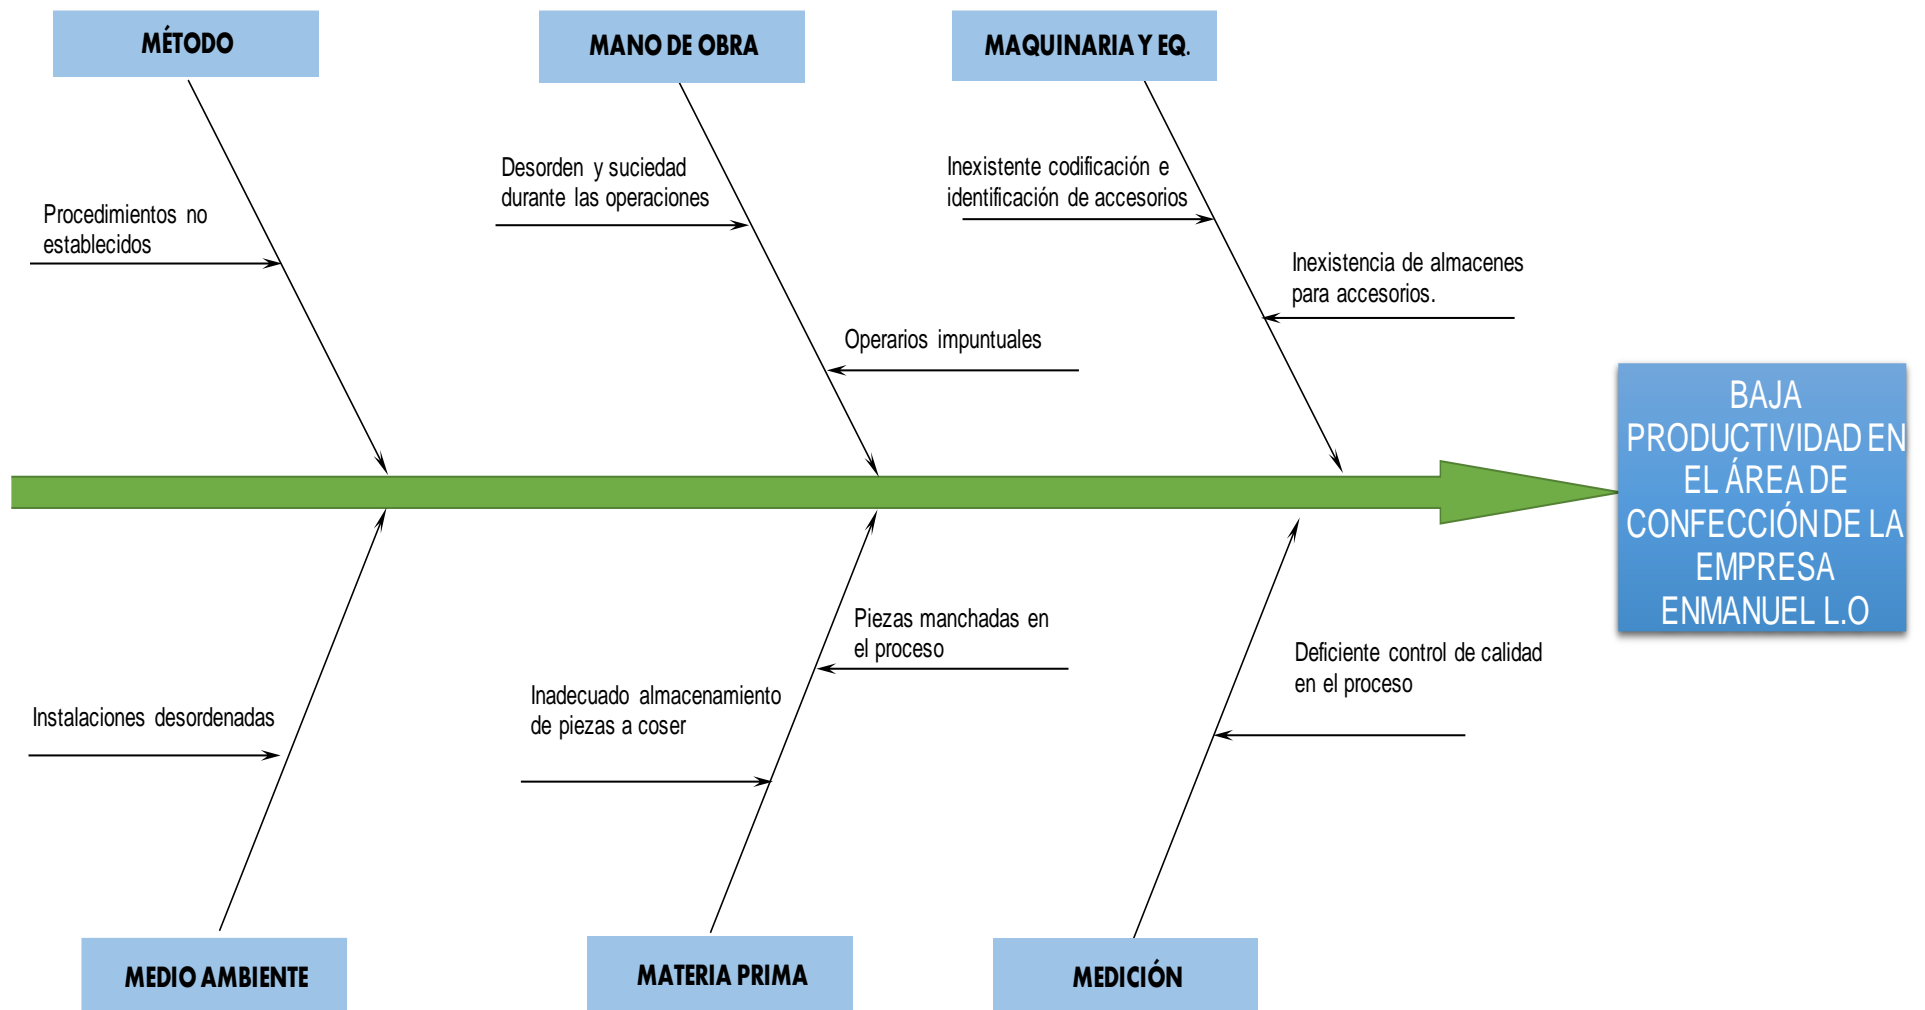 MÉTODO
MANO DE OBRA
MAQUINARIA Y EQ.
Procedimientos no
establecidos
Desorden y suciedad
durante las operaciones
Operarios impuntuales
Inexistente codificación e
identificación de accesorios
Inexistencia de almacenes
para accesorios.
BAJA
PRODUCTIVIDAD EN
EL ÁREA DE
CONFECCIÓN DE LA
EMPRESA
ENMANUEL L.O
Instalaciones desordenadas
Inadecuado almacenamiento
de piezas a coser
Piezas manchadas en
el proceso
Deficiente control de calidad
en el proceso
MEDIO AMBIENTE
MATERIA PRIMA
MEDICIÓN